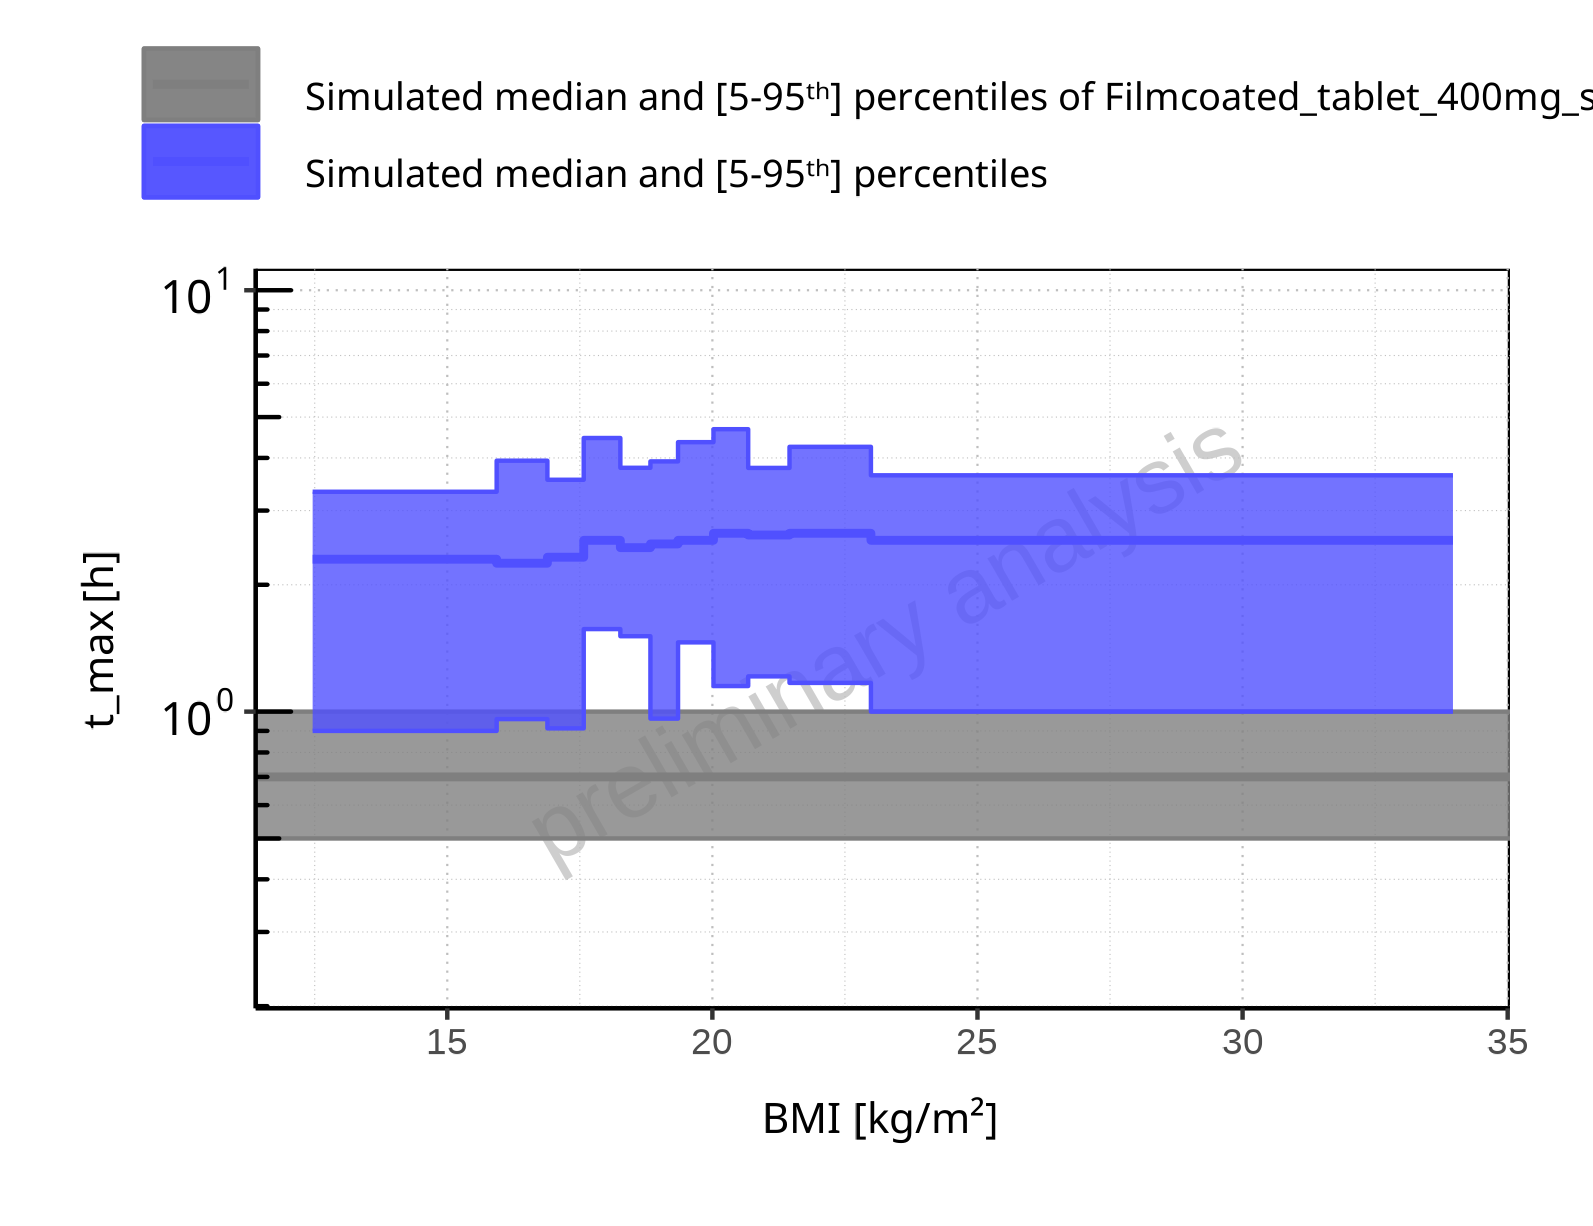 Simulated median and [5-95ᵗʰ] percentiles of Filmcoated_tablet_400mg_s
Simulated median and [5-95ᵗʰ] percentiles
10¹
10⁰
t_max [h]
preliminary analysis
15 20 25 30 35
BMI [kg/m²]